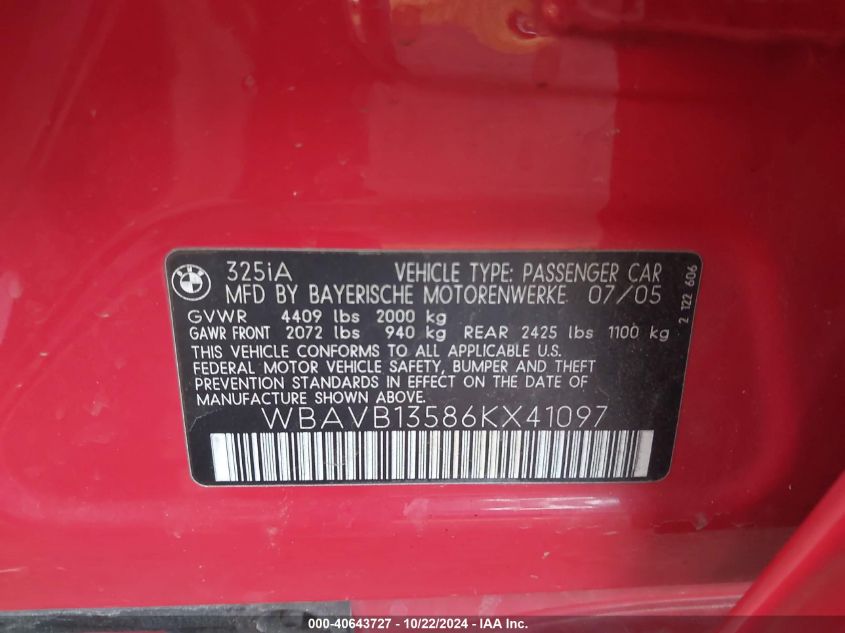 BMW
325iA VEHICLE TYPE: PASSENGER CAR
MFD BY BAYERISCHE MOTORENWERKE 07/05
GVWR 4409 lbs 2000 kg
GAWR FRONT 2072 lbs 940 kg REAR 2425 lbs 1100 kg
THIS VEHICLE CONFORMS TO ALL APPLICABLE U.S.
FEDERAL MOTOR VEHICLE SAFETY, BUMPER AND THEFT
PREVENTION STANDARDS IN EFFECT ON THE DATE OF
MANUFACTURE SHOWN ABOVE.
WBAVB13586KX41097
2 122 606
000-40643727 - 10/22/2024 - IAA Inc.